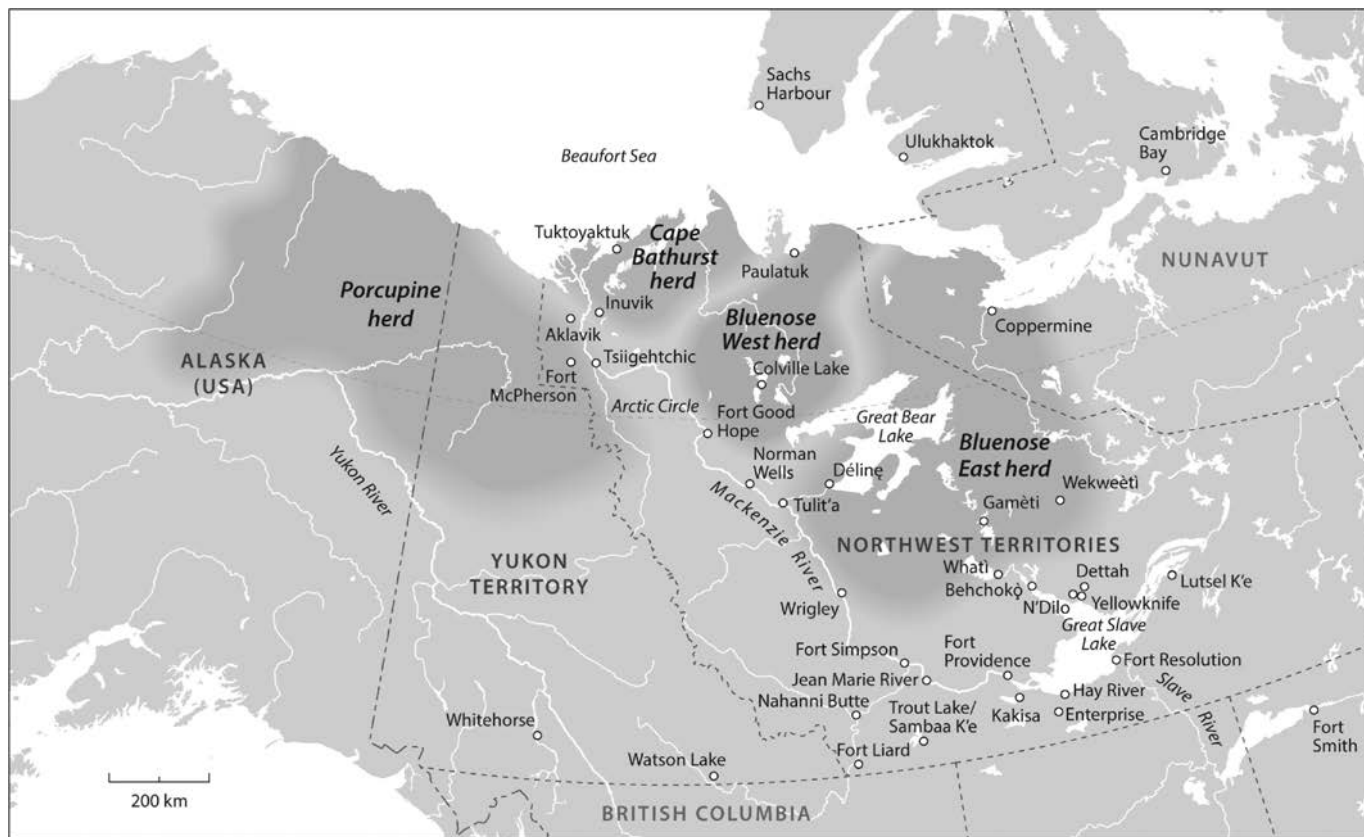 Sachs
Harbour
Ulukhaktok
Cambridge
Bay
Beaufort Sea
Tuktoyaktuk
Cape
Bathurst
herd
Paulatuk
NUNAVUT
Porcupine
herd
Inuvik
Aklavik
Bluenose
West herd
Coppermine
ALASKA
(USA)
Tsiigehtchic
Fort
McPherson
Colville Lake
Arctic Circle
Fort Good
Hope
Great Bear
Lake
Bluenose
East herd
Norman
Wells
Délinę
Wekweètì
Yukon River
Mackenzie River
Tulit'a
Gamètì
YUKON
TERRITORY
NORTHWEST TERRITORIES
Whatì
Behchokǫ̀
Dettah
Lutsel K'e
N'Dilo
Yellowknife
Wrigley
Great Slave
Lake
Fort Simpson
Fort
Providence
Fort Resolution
Jean Marie River
Hay River
Slave River
Nahanni Butte
Trout Lake/
Sambaa K'e
Kakisa
Enterprise
Whitehorse
Fort
Smith
Watson Lake
Fort Liard
200 km
BRITISH COLUMBIA